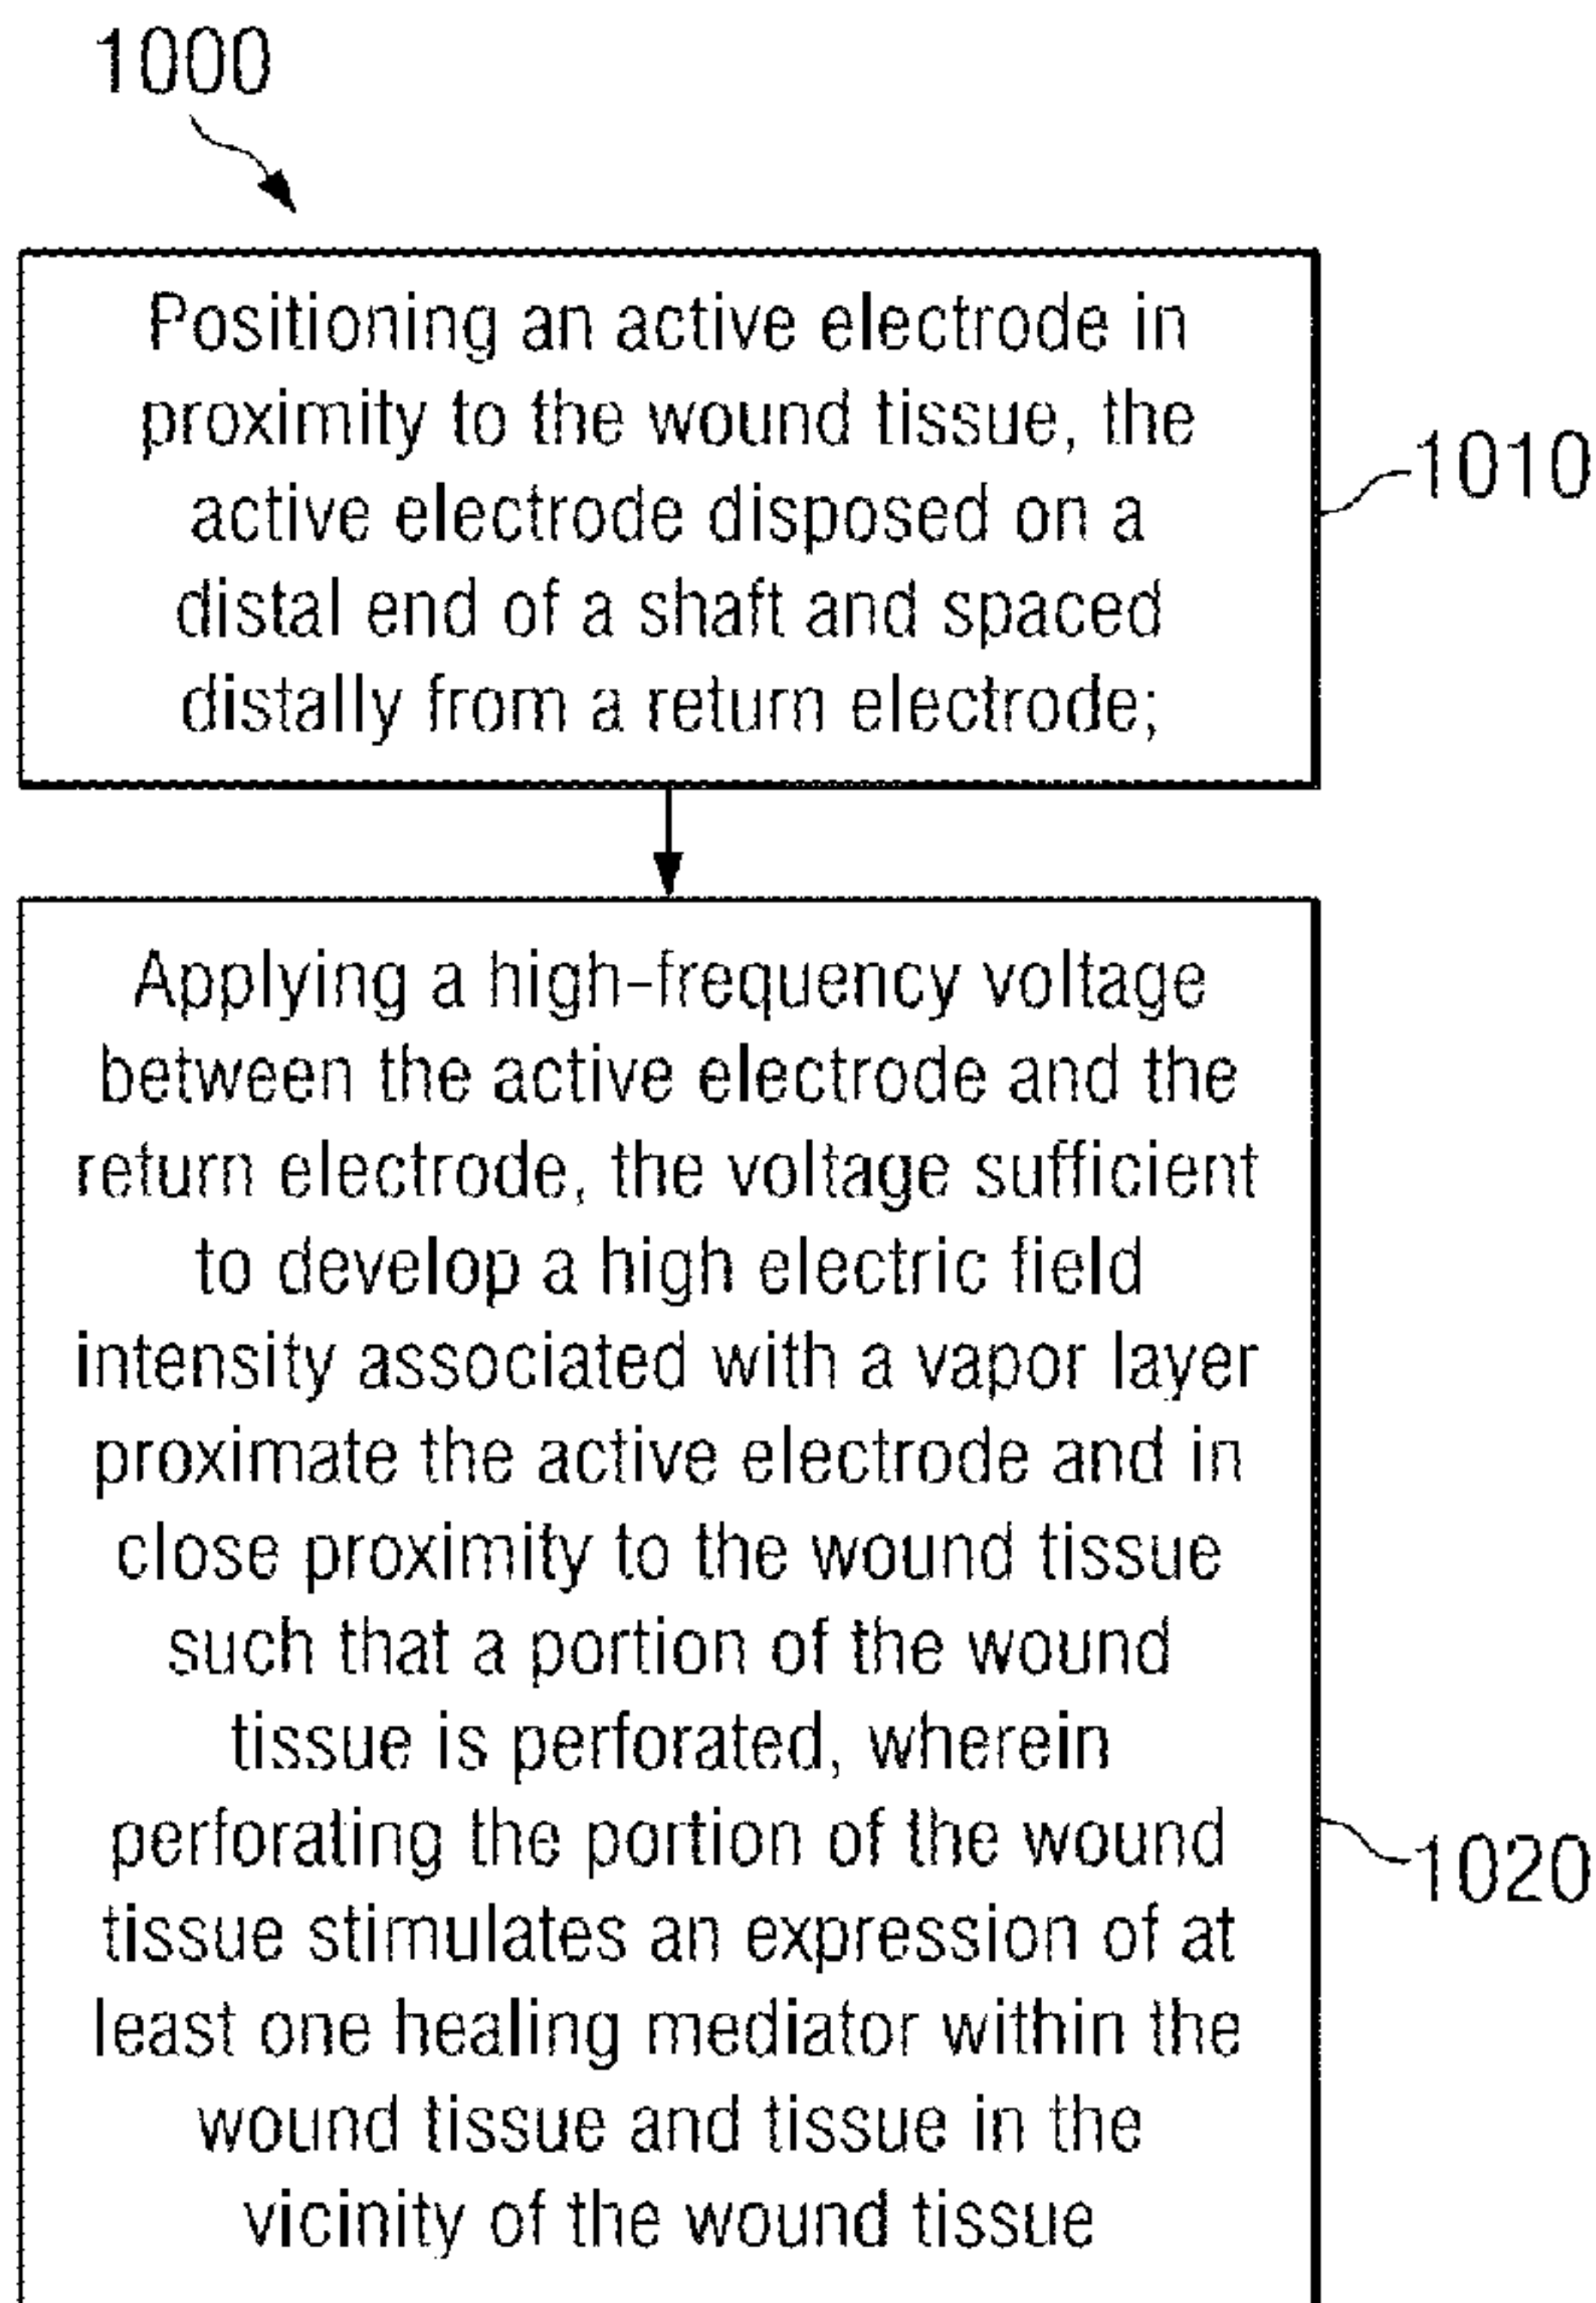 1000
Positioning an active electrode in
proximity to the wound tissue, the
active electrode disposed on a
distal end of a shaft and spaced
distally from a return electrode;
1010
Applying a high-frequency voltage
between the active electrode and the
return electrode, the voltage sufficient
to develop a high electric field
intensity associated with a vapor layer
proximate the active electrode and in
close proximity to the wound tissue
such that a portion of the wound
tissue is perforated, wherein
perforating the portion of the wound
tissue stimulates an expression of at
least one healing mediator within the
wound tissue and tissue in the
vicinity of the wound tissue
1020